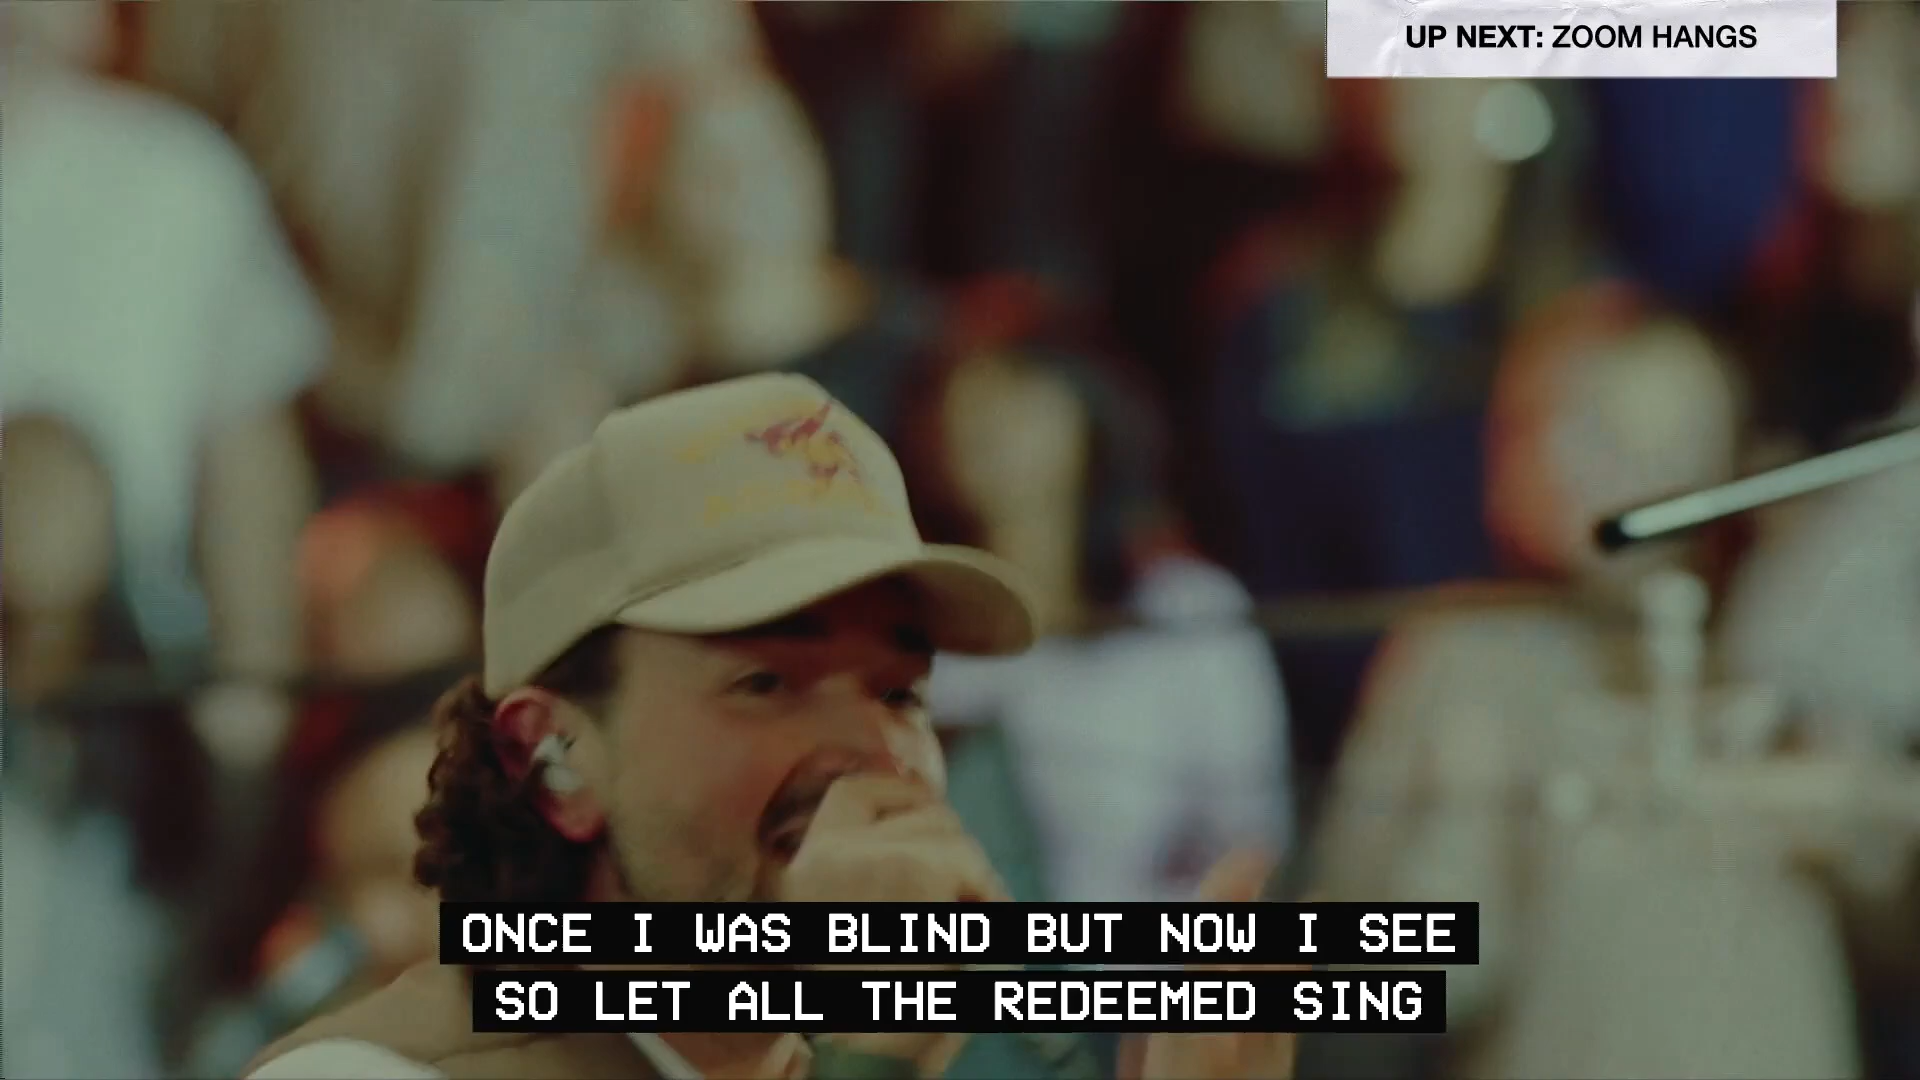 UP NEXT: ZOOM HANGS
ONCE I WAS BLIND BUT NOW I SEE
SO LET ALL THE REDEEMED SING